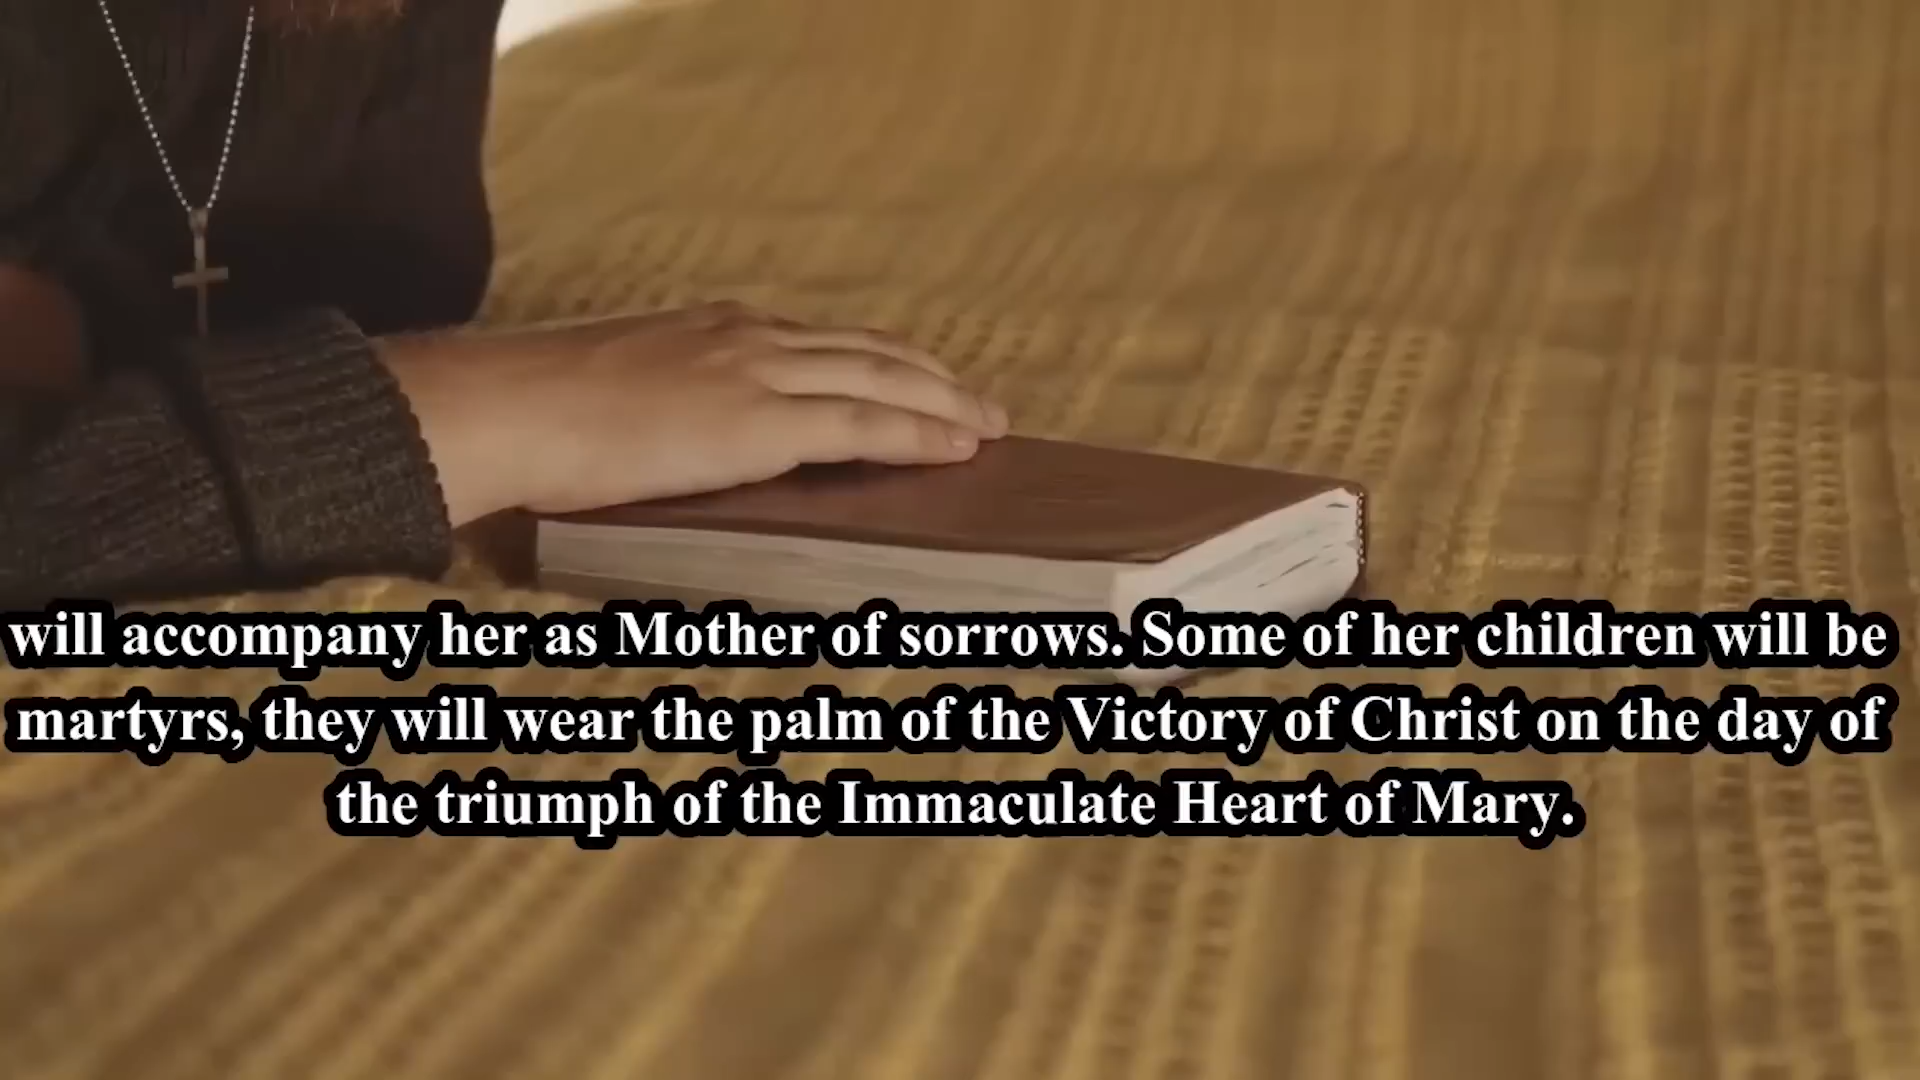 will accompany her as Mother of sorrows. Some of her children will be
martyrs, they will wear the palm of the Victory of Christ on the day of
the triumph of the Immaculate Heart of Mary.